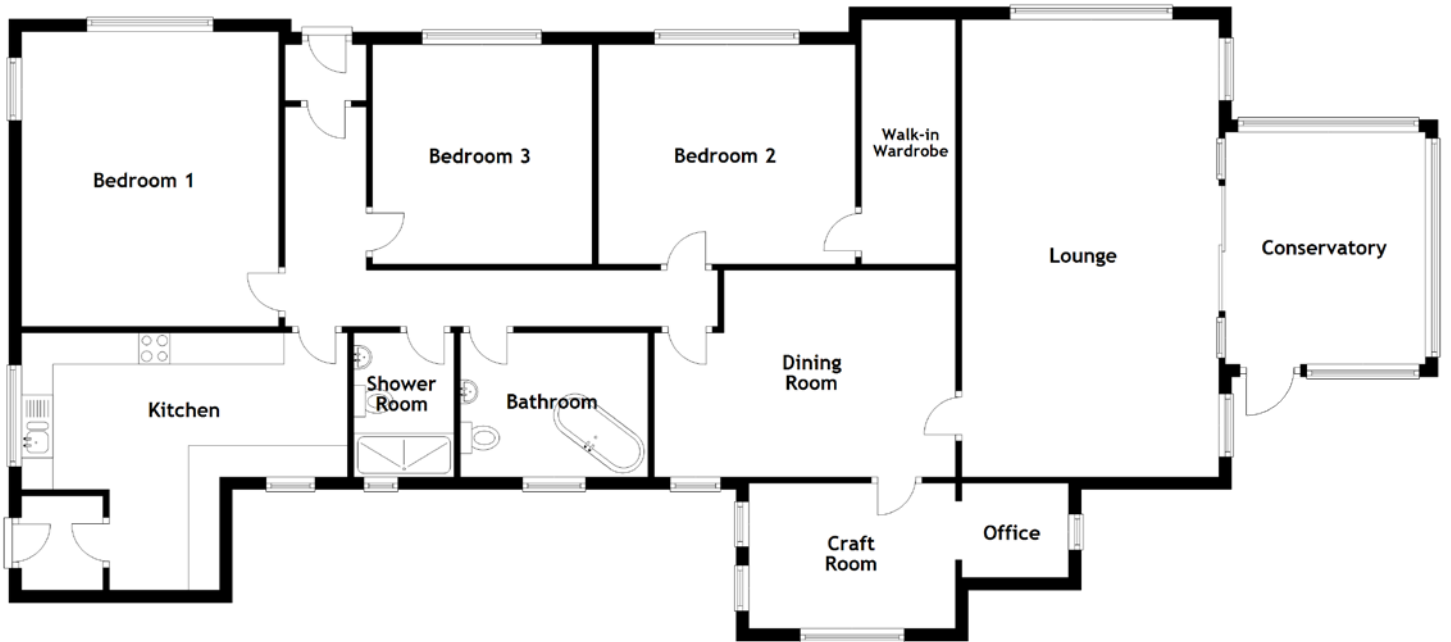 Bedroom 1
Bedroom 3
Bedroom 2
Walk-in
Wardrobe
Lounge
Conservatory
Kitchen
Shower
Room
Bathroom
Dining
Room
Craft
Room
Office